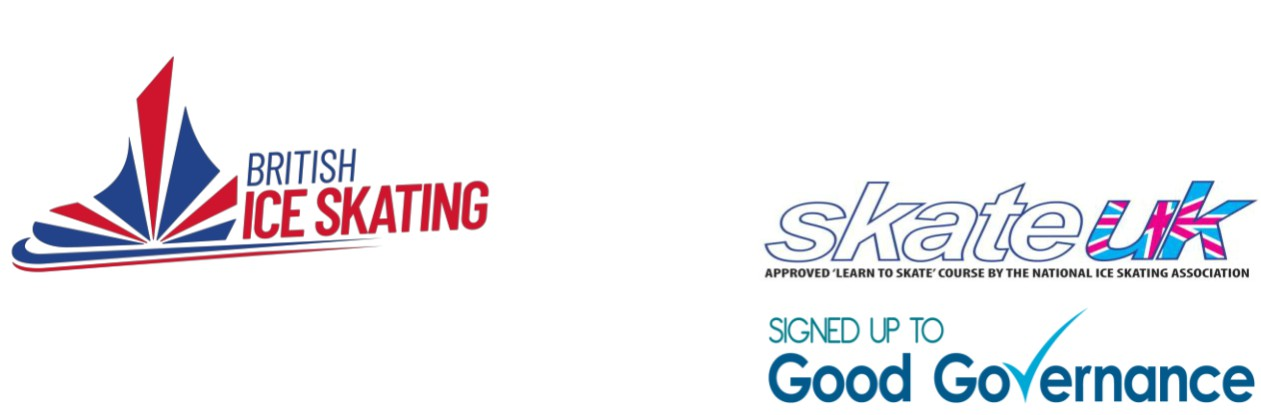 BRITISH
ICE SKATING
skate uk
APPROVED 'LEARN TO SKATE' COURSE BY THE NATIONAL ICE SKATING ASSOCIATION
SIGNED UP TO
Good Governance